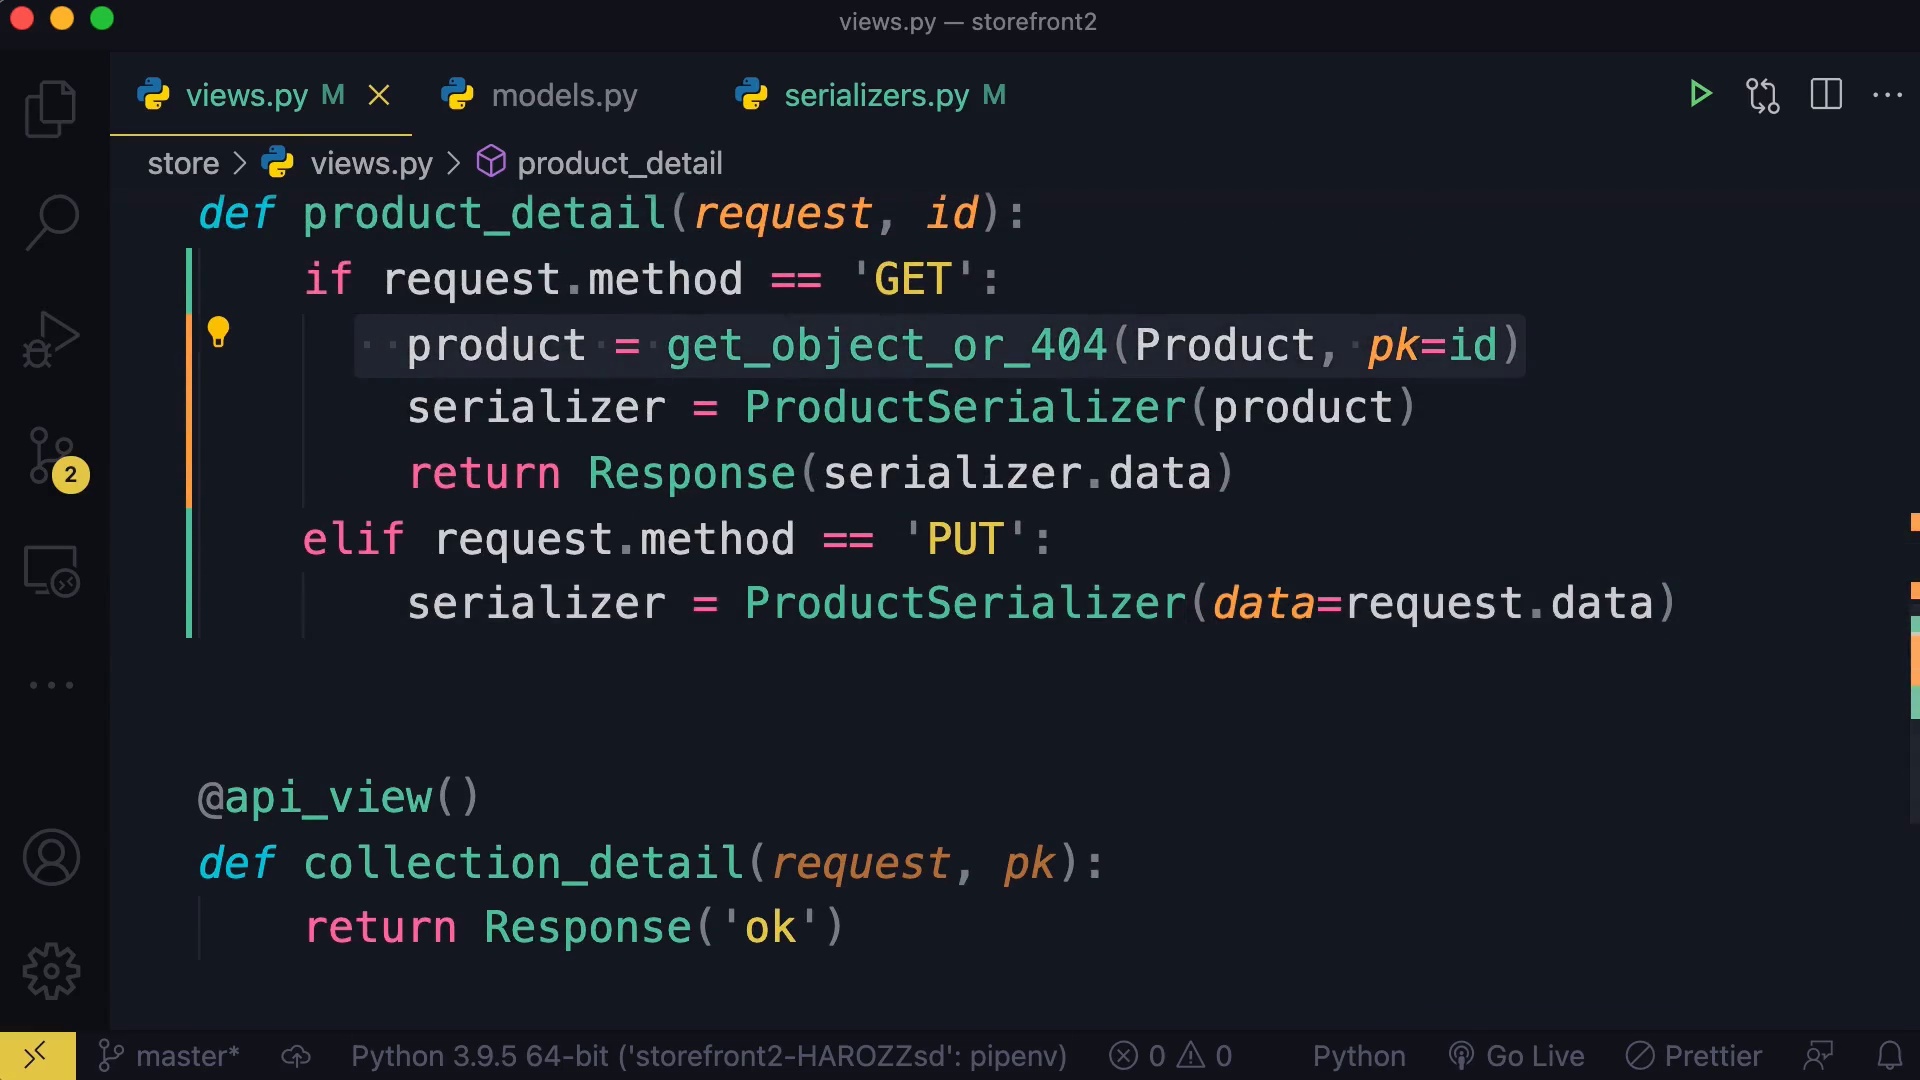 views.py — storefront2
views.py M models.py serializers.py M
store > views.py > product_detail
def product_detail(request, id):
if request.method == 'GET':
product = get_object_or_404(Product, pk=id)
serializer = ProductSerializer(product)
return Response(serializer.data)
elif request.method == 'PUT':
serializer = ProductSerializer(data=request.data)
2
@api_view()
def collection_detail(request, pk):
return Response('ok')
master* Python 3.9.5 64-bit ('storefront2-HAROZZsd': pipenv) 0 0 Python Go Live Prettier